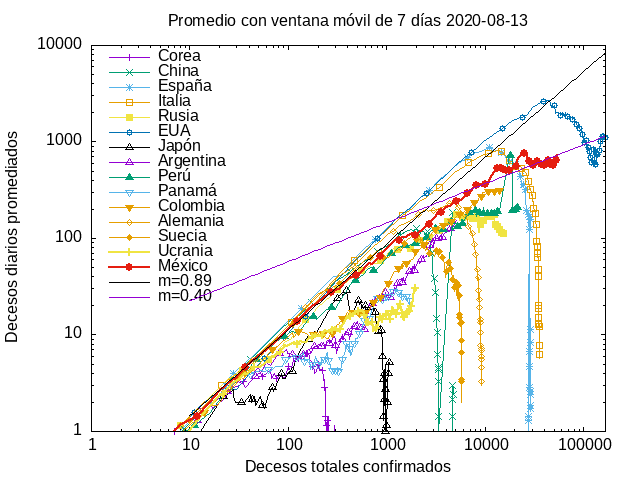 Promedio con ventana móvil de 7 días 2020-08-13
Decesos diarios promediados
10000
1000
100
10
1
Corea
China
España
Italia
Rusia
EUA
Japón
Argentina
Perú
Panamá
Colombia
Alemania
Suecia
Ucrania
México
m=0.89
m=0.40
1
10
100
1000
10000
100000
Decesos totales confirmados